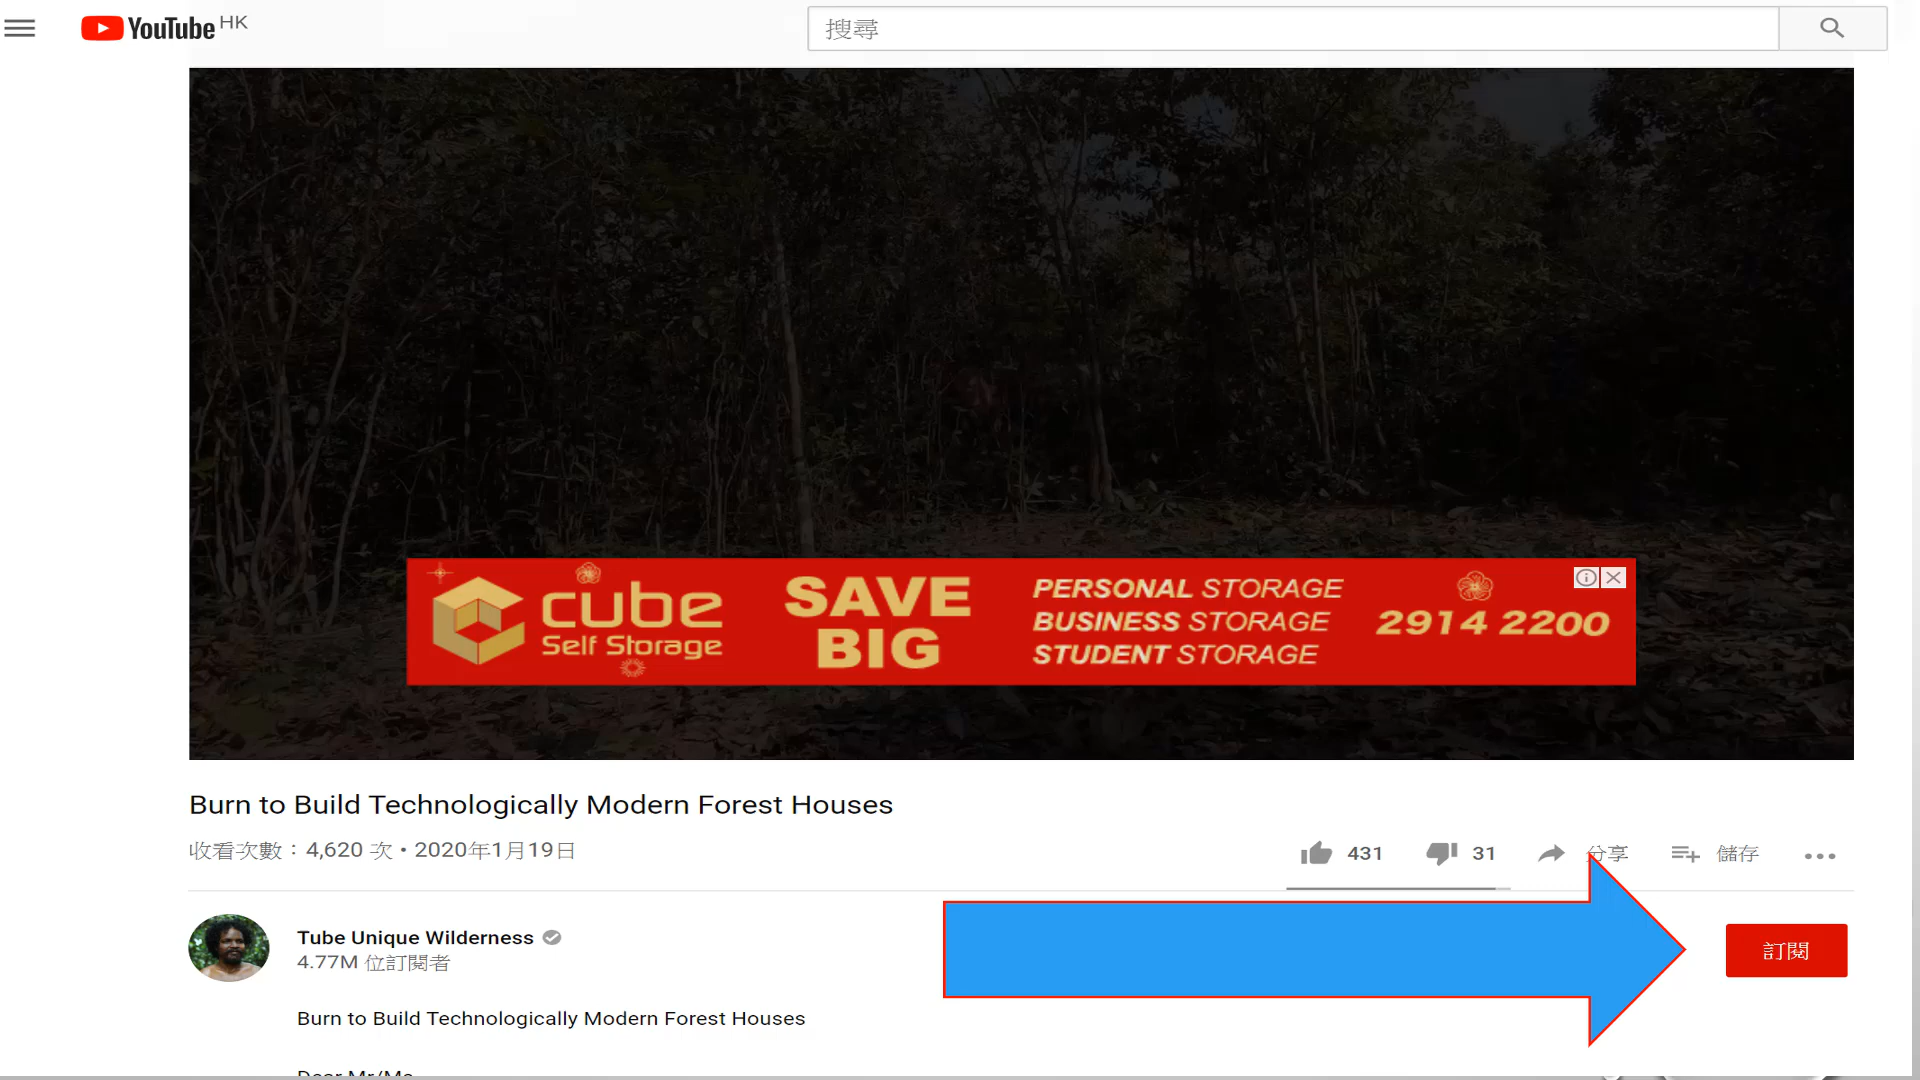 YouTube HK
搜尋
cube
Self Storage
SAVE
BIG
PERSONAL STORAGE
BUSINESS STORAGE
STUDENT STORAGE
2914 2200
Burn to Build Technologically Modern Forest Houses
收看次數：4,620 次 • 2020年1月19日
431
31
分享
儲存
Tube Unique Wilderness
4.77M 位訂閱者
訂閱
Burn to Build Technologically Modern Forest Houses